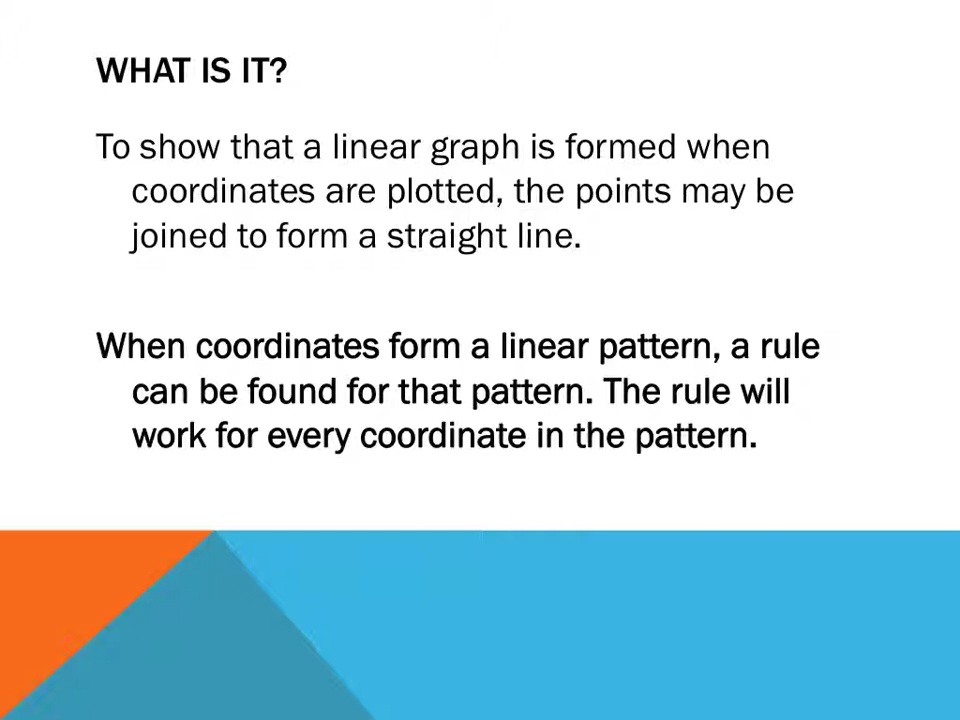 WHAT IS IT?
To show that a linear graph is formed when
coordinates are plotted, the points may be
joined to form a straight line.
When coordinates form a linear pattern, a rule
can be found for that pattern. The rule will
work for every coordinate in the pattern.